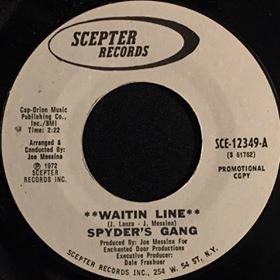 SCEPTER
RECORDS
Cap-Orion Music
Publishing Co.,
Inc./BMI
Time: 2:22
Arranged &
Conducted By:
Joe Messina
Ⓟ 1972
SCEPTER
RECORDS INC.
SCE-12349-A
(S 61762)
PROMOTIONAL
COPY
**WAITIN LINE**
(J. Lanza - J. Messina)
SPYDER'S GANG
Produced By: Joe Messina For
Enchanted Door Productions
Executive Producer:
Dale Frashuer
SCEPTER RECORDS INC., 254 W. 54 ST., N.Y.